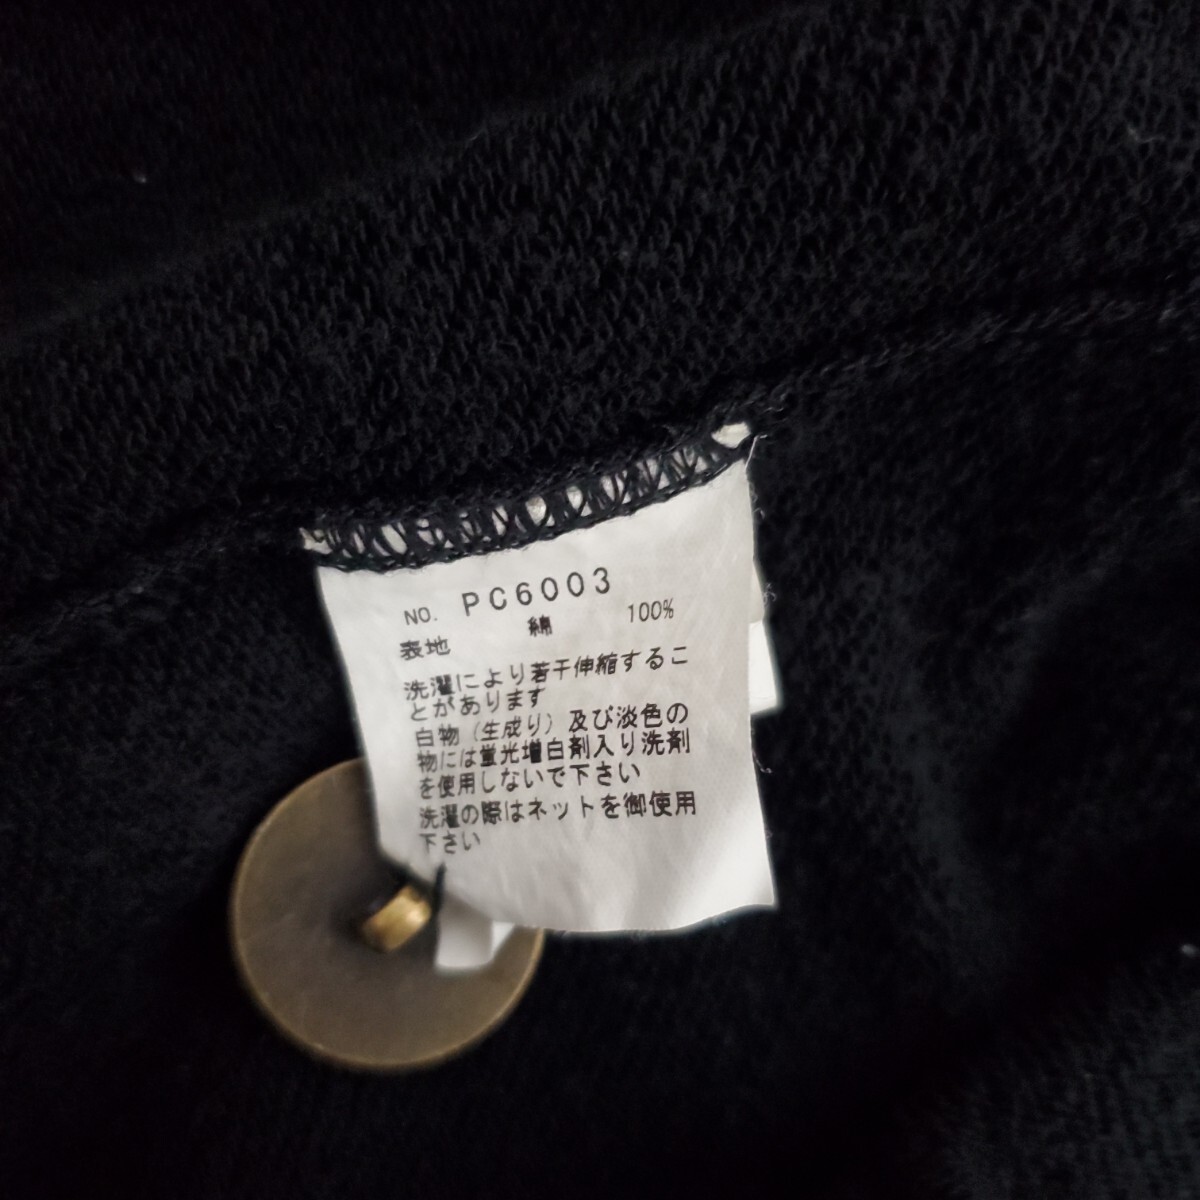 NO. PC6003
表地 綿 100%
洗濯により若干伸縮するこ
とがあります
白物(生成り)及び淡色の
物には蛍光増白剤入り洗剤
を使用しないで下さい
洗濯の際はネットを御使用
下さい